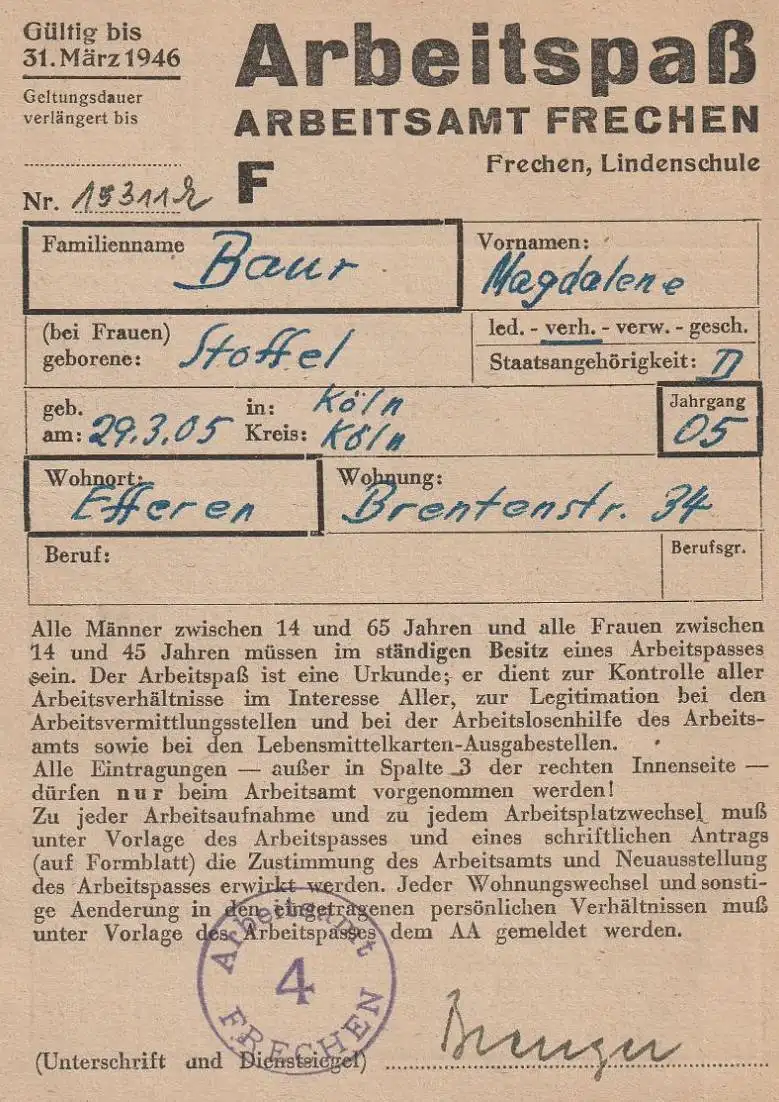 Gültig bis
31. März 1946
Geltungsdauer
verlängert bis
Arbeitspaß
ARBEITSAMT FRECHEN
Frechen, Lindenschule
F
Nr.
Familienname Baur
Vornamen: Magdalene
(bei Frauen)
geborene: Stoffel
led. - verh. - verw. - gesch.
Staatsangehörigkeit: D
geb.
am: 29.3.05
in: Köln
Kreis: Köln
Jahrgang
05
Wohnort: Efferen
Wohnung: Brentenstr. 34
Beruf:
Berufsgr.
Alle Männer zwischen 14 und 65 Jahren und alle Frauen zwischen
14 und 45 Jahren müssen im ständigen Besitz eines Arbeitspasses
sein. Der Arbeitspaß ist eine Urkunde; er dient zur Kontrolle aller
Arbeitsverhältnisse im Interesse Aller, zur Legitimation bei den
Arbeitsvermittlungsstellen und bei der Arbeitslosenhilfe des Arbeits-
amts sowie bei den Lebensmittelkarten-Ausgabestellen.
Alle Eintragungen — außer in Spalte 3 der rechten Innenseite —
dürfen nur beim Arbeitsamt vorgenommen werden!
Zu jeder Arbeitsaufnahme und zu jedem Arbeitsplatzwechsel muß
unter Vorlage des Arbeitspasses und eines schriftlichen Antrags
(auf Formblatt) die Zustimmung des Arbeitsamts und Neuausstellung
des Arbeitspasses erwirkt werden. Jeder Wohnungswechsel und sonsti-
ge Aenderung in den eingetragenen persönlichen Verhältnissen muß
unter Vorlage des Arbeitspasses dem AA gemeldet werden.
Arbeitsamt
4
FRECHEN
(Unterschrift und Dienstsiegel)